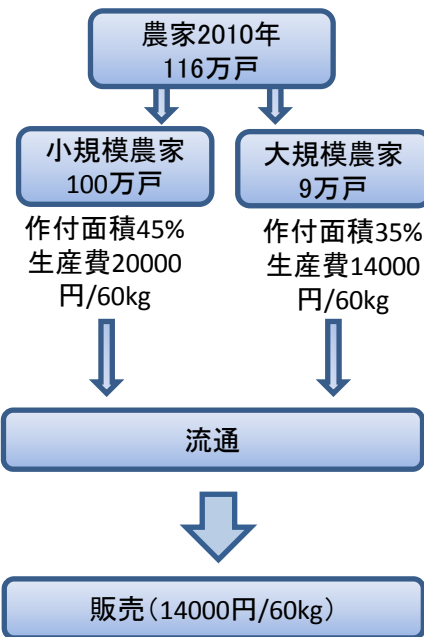 農家2010年
116万戸
小規模農家
100万戸
大規模農家
9万戸
作付面積45%
生産費20000
円/60kg
作付面積35%
生産費14000
円/60kg
流通
販売(14000円/60kg)